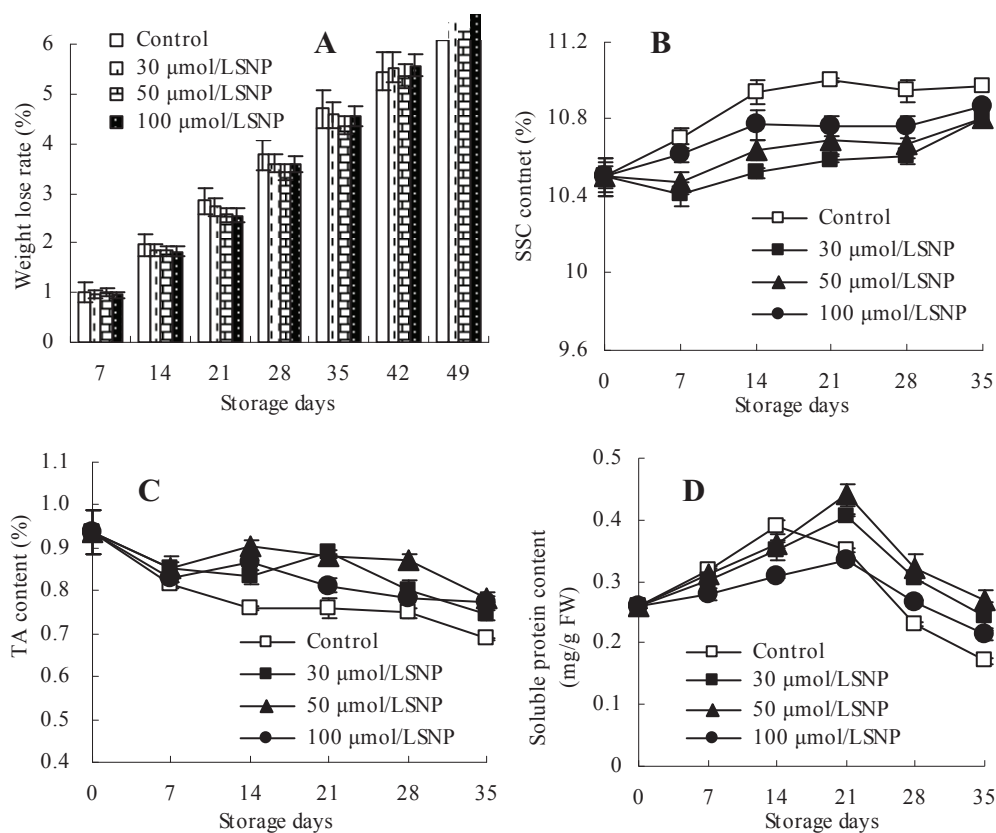 A
Control
30 μmol/LSNP
50 μmol/LSNP
100 μmol/LSNP
Weight lose rate (%)
6
5
4
3
2
1
0
7 14 21 28 35 42 49
Storage days
B
SSC contnet (%)
11.2
10.8
10.4
10
9.6
Control
30 μmol/LSNP
50 μmol/LSNP
100 μmol/LSNP
0 7 14 21 28 35
Storage days
C
TA content (%)
1.1
1.0
0.9
0.8
0.7
0.6
0.5
0.4
Control
30 μmol/LSNP
50 μmol/LSNP
100 μmol/LSNP
0 7 14 21 28 35
Storage days
D
Soluble protein content
(mg/g FW)
0.5
0.4
0.3
0.2
0.1
0
Control
30 μmol/LSNP
50 μmol/LSNP
100 μmol/LSNP
0 7 14 21 28 35
Storage days